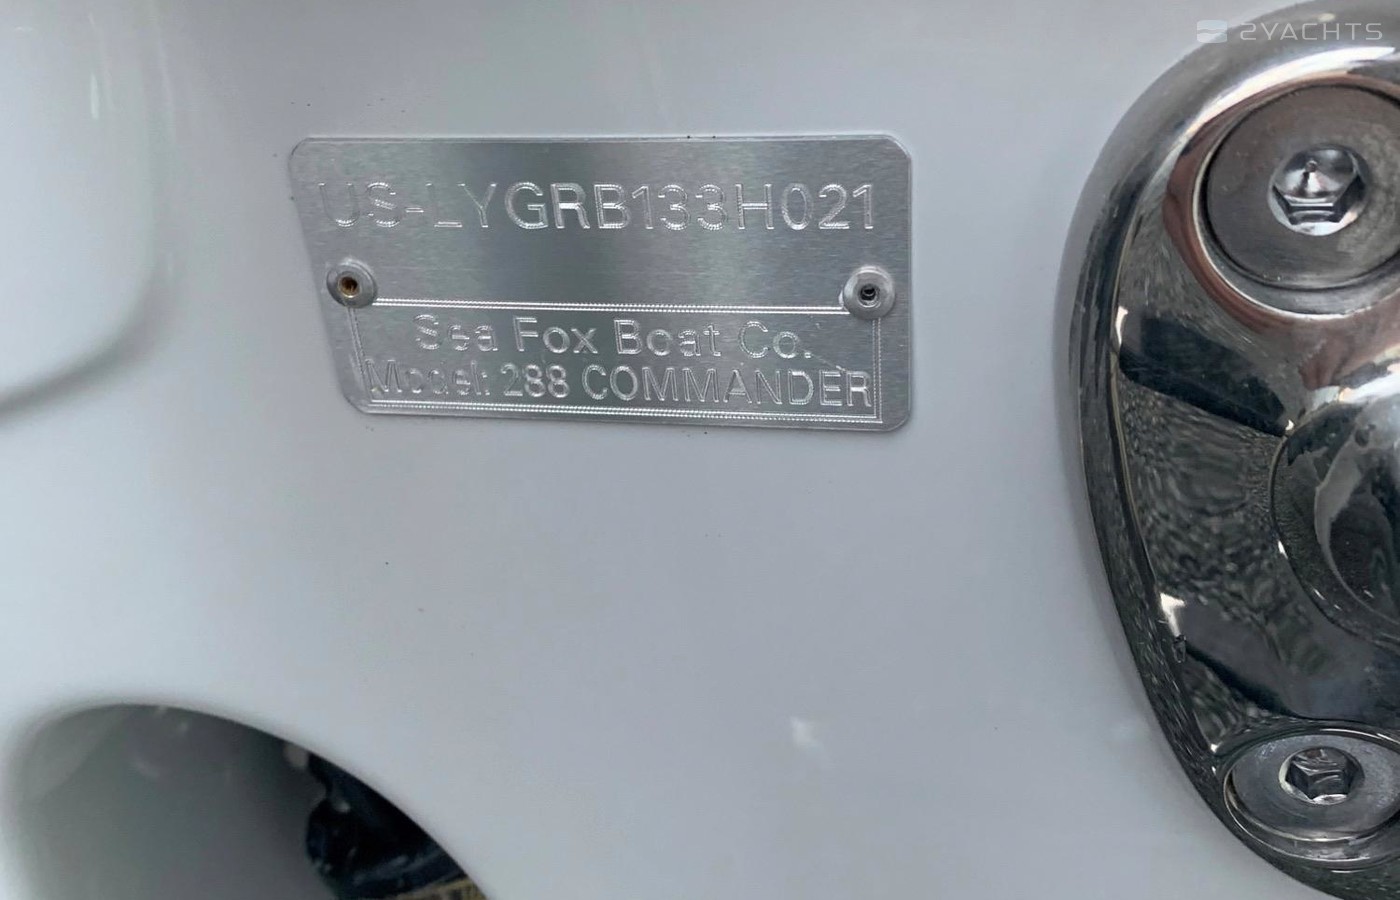 2YACHTS
US-LYGRB133H021
Sea Fox Boat Co.
Model: 288 COMMANDER